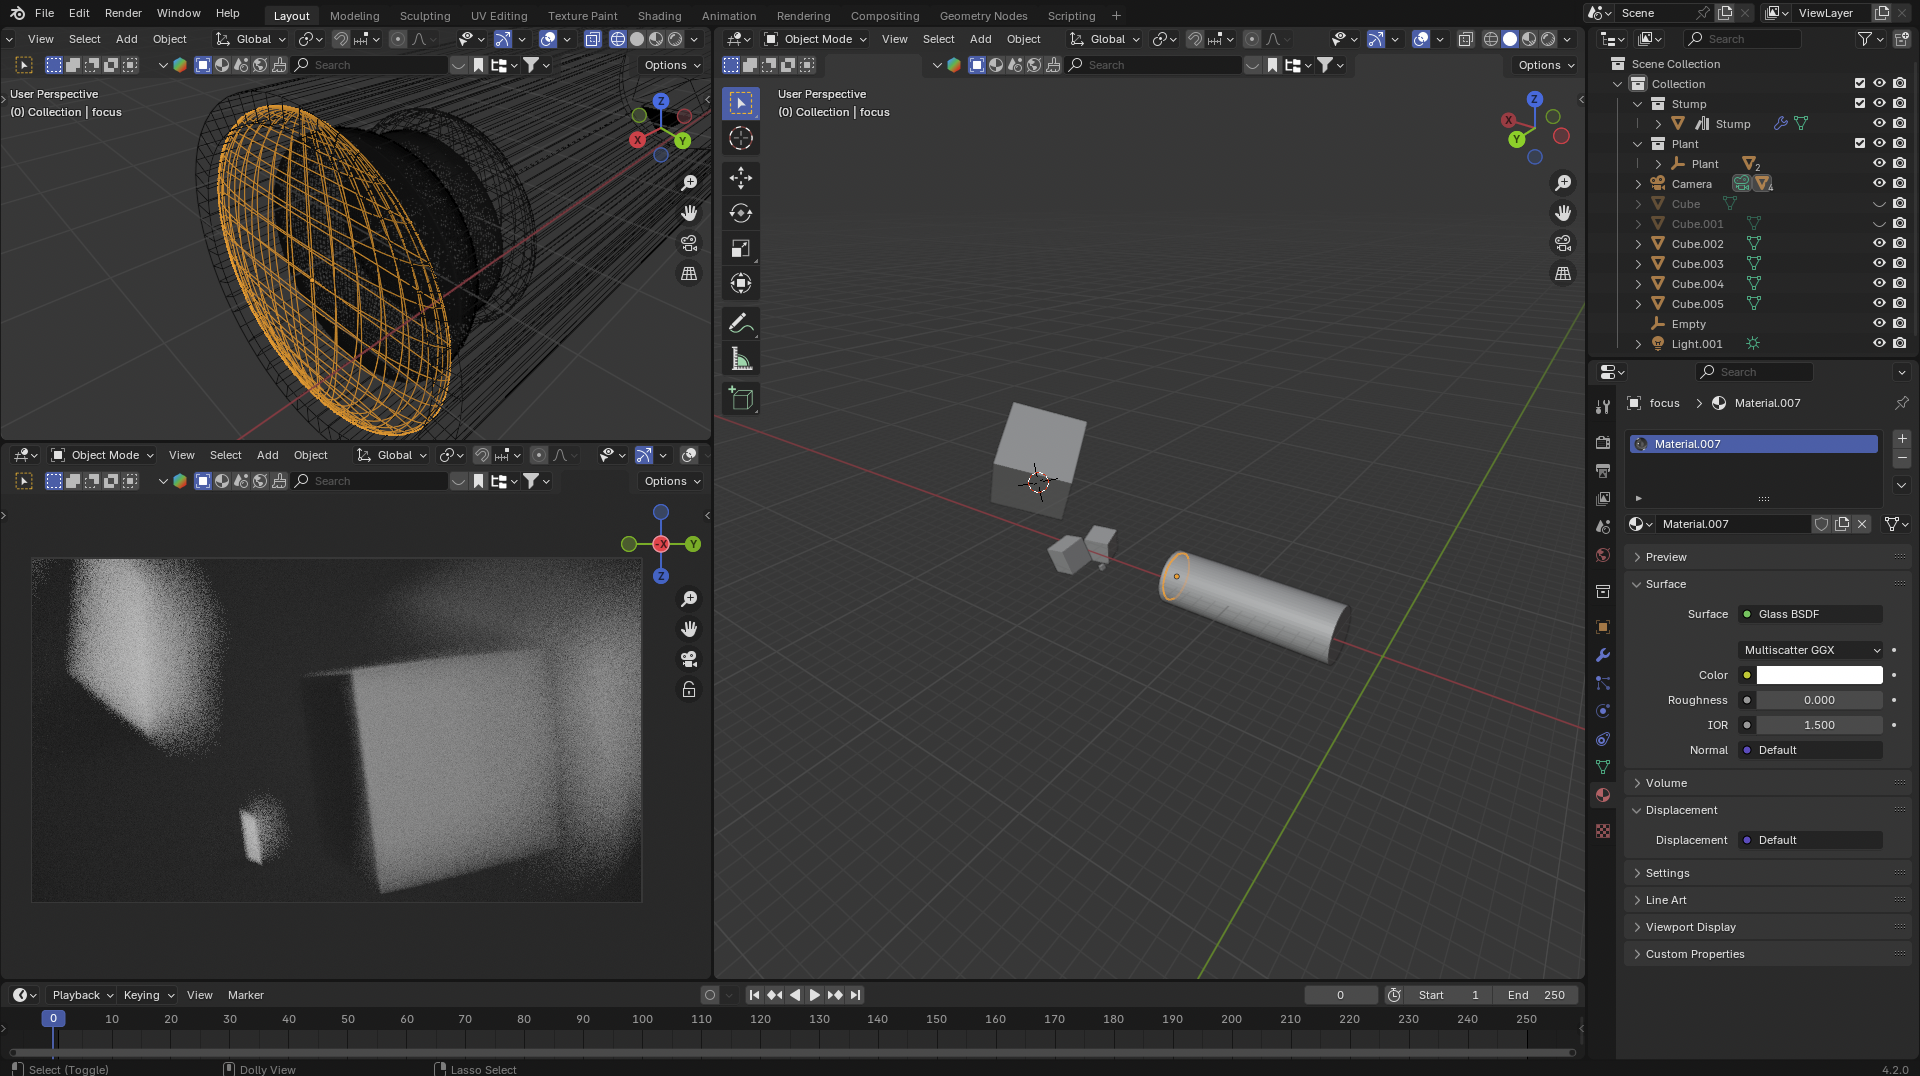 File Edit Render Window Help Layout Modeling Sculpting UV Editing Texture Paint Shading Animation Rendering Compositing Geometry Nodes Scripting + Scene ViewLayer
View Select Add Object Global
Search Options
User Perspective
(0) Collection | focus
Z
X Y
Object Mode View Select Add Object Global
Search Options
User Perspective
(0) Collection | focus
Z
X
Y
Object Mode View Select Add Object Global
Search Options
-X Y
Z
Search
Scene Collection
Collection
Stump
Stump
Plant
Plant 2
Camera 4
Cube
Cube.001
Cube.002
Cube.003
Cube.004
Cube.005
Empty
Light.001
Search
focus > Material.007
Material.007
Material.007
Preview
Surface
Surface Glass BSDF
Multiscatter GGX
Color
Roughness 0.000
IOR 1.500
Normal Default
Volume
Displacement
Displacement Default
Settings
Line Art
Viewport Display
Custom Properties
Playback Keying View Marker 0 Start 1 End 250
0 10 20 30 40 50 60 70 80 90 100 110 120 130 140 150 160 170 180 190 200 210 220 230 240 250
Select (Toggle) Dolly View Lasso Select 4.2.0